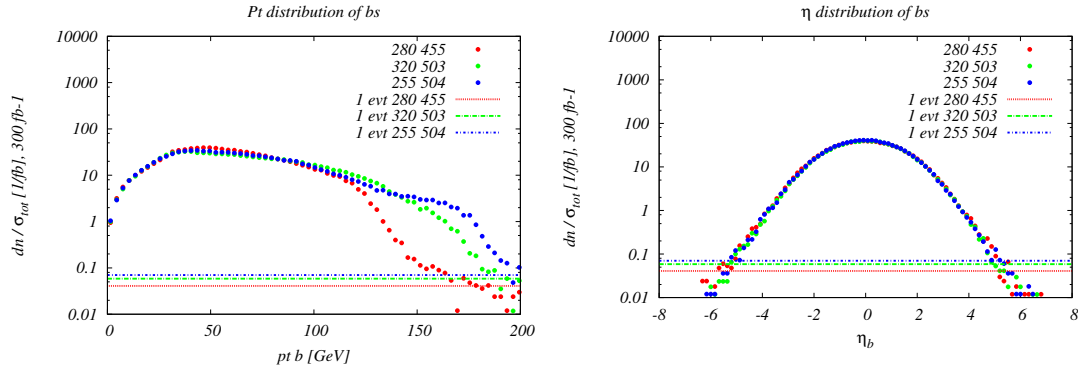 Pt distribution of bs
10000
1000
100
10
1
0.1
0.01
dn / σtot [1/fb], 300 fb-1
280 455
320 503
255 504
1 evt 280 455
1 evt 320 503
1 evt 255 504
0 50 100 150 200
pt b [GeV]
η distribution of bs
10000
1000
100
10
1
0.1
0.01
dn / σtot [1/fb], 300 fb-1
280 455
320 503
255 504
1 evt 280 455
1 evt 320 503
1 evt 255 504
-8 -6 -4 -2 0 2 4 6 8
ηb